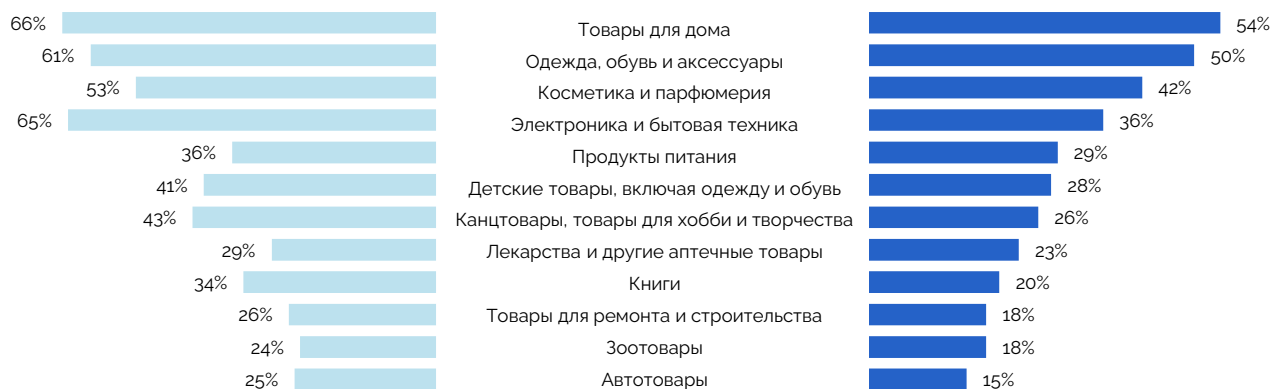 66% Товары для дома 54%
61% Одежда, обувь и аксессуары 50%
53% Косметика и парфюмерия 42%
65% Электроника и бытовая техника 36%
36% Продукты питания 29%
41% Детские товары, включая одежду и обувь 28%
43% Канцтовары, товары для хобби и творчества 26%
29% Лекарства и другие аптечные товары 23%
34% Книги 20%
26% Товары для ремонта и строительства 18%
24% Зоотовары 18%
25% Автотовары 15%